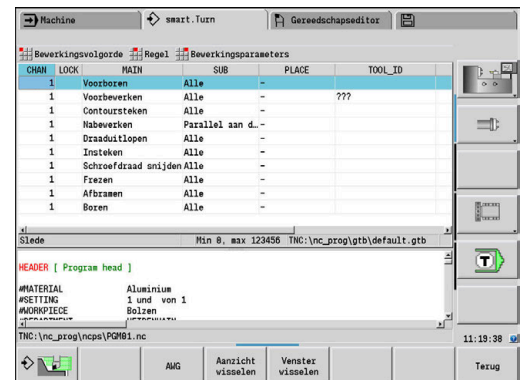 Machine
smart.Turn
Gereedschapseditor
Bewerkingsvolgorde Regel Bewerkingsparameters
CHAN LOCK MAIN SUB PLACE TOOL_ID
1 Voorboren Alle -
1 Voorbewerken Alle - ???
1 Contoursteken Alle -
1 Nabewerken Parallel aan d… -
1 Draaduitlopen Alle -
1 Insteken Alle -
1 Schroefdraad snijden Alle -
1 Frezen Alle -
1 Aframen Alle -
1 Boren Alle -
Slede Min 0, max 123456 TNC:\nc_prog\gtb\default.gtb
HEADER [ Program head ]
#MATERIAL Aluminium
#SETTING 1 und von 1
#WORKPIECE Bolzen
TNC:\nc_prog\ncps\PGM01.nc
T
11:19:38
AWG
Aanzicht visselen
Venster visselen
Terug